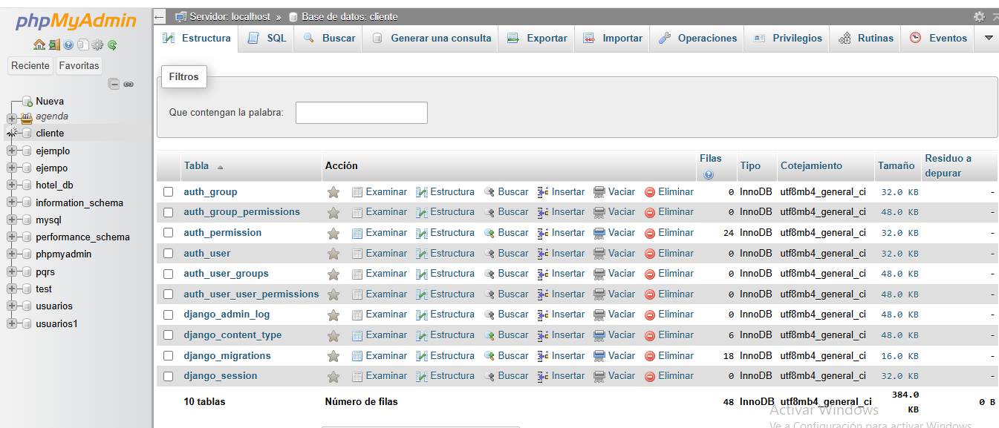 phpMyAdmin
Reciente Favoritas
Nueva
agenda
cliente
ejemplo
ejempo
hotel_db
information_schema
mysql
performance_schema
phpmyadmin
pqrs
test
usuarios
usuarios1
Servidor: localhost » Base de datos: cliente
Estructura SQL Buscar Generar una consulta Exportar Importar Operaciones Privilegios Rutinas Eventos
Filtros
Que contengan la palabra:
Tabla Acción Filas Tipo Cotejamiento Tamaño Residuo a depurar
auth_group Examinar Estructura Buscar Insertar Vaciar Eliminar 0 InnoDB utf8mb4_general_ci 32.0 KB -
auth_group_permissions Examinar Estructura Buscar Insertar Vaciar Eliminar 0 InnoDB utf8mb4_general_ci 48.0 KB -
auth_permission Examinar Estructura Buscar Insertar Vaciar Eliminar 24 InnoDB utf8mb4_general_ci 32.0 KB -
auth_user Examinar Estructura Buscar Insertar Vaciar Eliminar 0 InnoDB utf8mb4_general_ci 32.0 KB -
auth_user_groups Examinar Estructura Buscar Insertar Vaciar Eliminar 0 InnoDB utf8mb4_general_ci 48.0 KB -
auth_user_user_permissions Examinar Estructura Buscar Insertar Vaciar Eliminar 0 InnoDB utf8mb4_general_ci 48.0 KB -
django_admin_log Examinar Estructura Buscar Insertar Vaciar Eliminar 0 InnoDB utf8mb4_general_ci 48.0 KB -
django_content_type Examinar Estructura Buscar Insertar Vaciar Eliminar 6 InnoDB utf8mb4_general_ci 48.0 KB -
django_migrations Examinar Estructura Buscar Insertar Vaciar Eliminar 18 InnoDB utf8mb4_general_ci 16.0 KB -
django_session Examinar Estructura Buscar Insertar Vaciar Eliminar 0 InnoDB utf8mb4_general_ci 32.0 KB -
10 tablas Número de filas 48 InnoDB utf8mb4_general_ci 384.0 KB 0 B
Activar Windows
Ve a Configuración para activar Windows